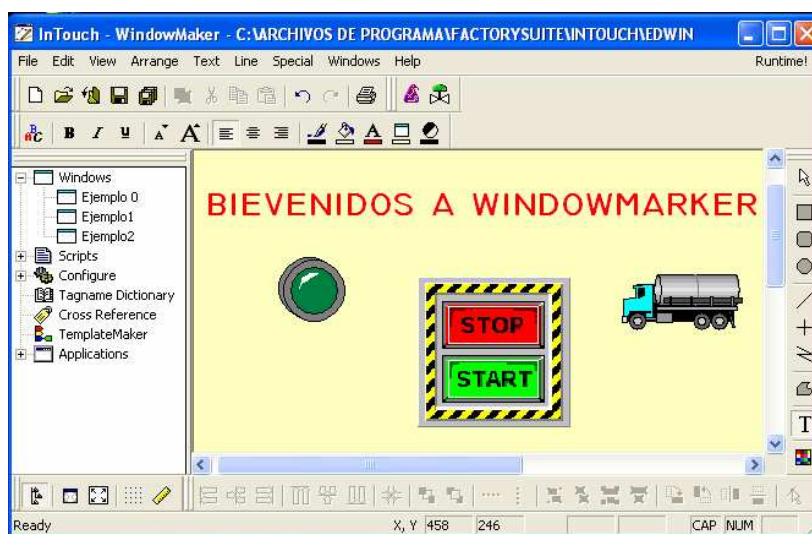 InTouch - WindowMaker - C:\ARCHIVOS DE PROGRAMA\FACTORYSUITE\INTOUCH\EDWIN
File Edit View Arrange Text Line Special Windows Help Runtime!
B I U A A A
Windows
Ejemplo 0
Ejemplo1
Ejemplo2
Scripts
Configure
Tagname Dictionary
Cross Reference
TemplateMaker
Applications
BIEVENIDOS A WINDOWMARKER
STOP
START
T
Ready X, Y 458 246 CAP NUM